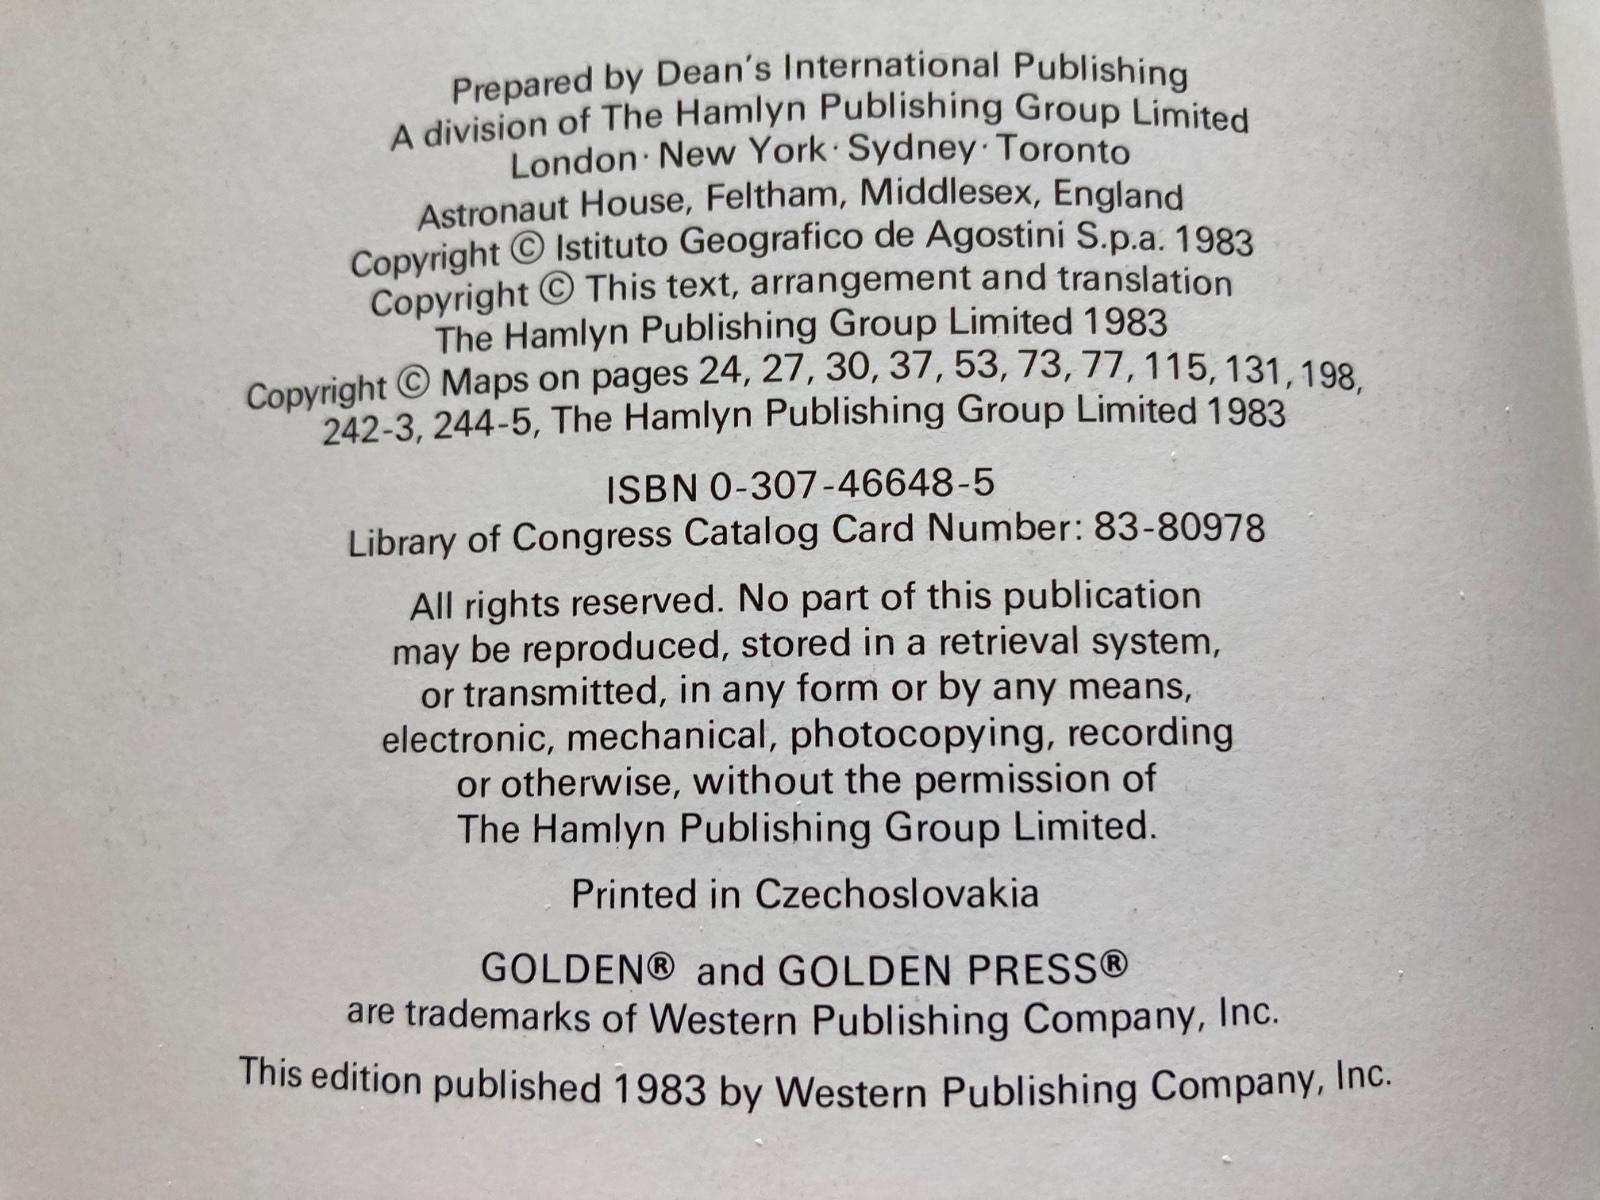 Prepared by Dean's International Publishing
A division of The Hamlyn Publishing Group Limited
London · New York · Sydney · Toronto
Astronaut House, Feltham, Middlesex, England
Copyright © Istituto Geografico de Agostini S.p.a. 1983
Copyright © This text, arrangement and translation
The Hamlyn Publishing Group Limited 1983
Copyright © Maps on pages 24, 27, 30, 37, 53, 73, 77, 115, 131, 198,
242-3, 244-5, The Hamlyn Publishing Group Limited 1983
ISBN 0-307-46648-5
Library of Congress Catalog Card Number: 83-80978
All rights reserved. No part of this publication
may be reproduced, stored in a retrieval system,
or transmitted, in any form or by any means,
electronic, mechanical, photocopying, recording
or otherwise, without the permission of
The Hamlyn Publishing Group Limited.
Printed in Czechoslovakia
GOLDEN® and GOLDEN PRESS®
are trademarks of Western Publishing Company, Inc.
This edition published 1983 by Western Publishing Company, Inc.